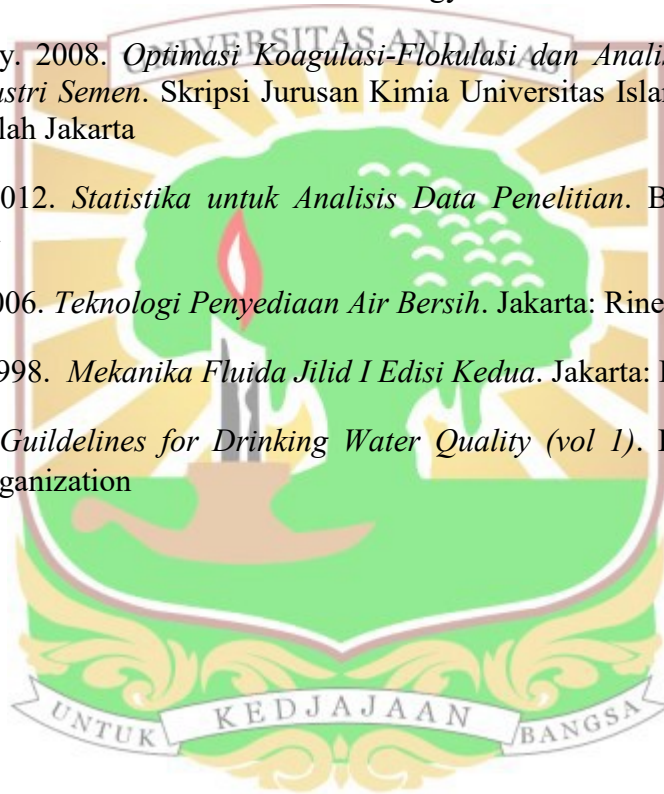 UNIVERSITAS ANDALAS
y. 2008. Optimasi Koagulasi-Flokulasi dan Analis
ustri Semen. Skripsi Jurusan Kimia Universitas Islan
lah Jakarta
012. Statistika untuk Analisis Data Penelitian. B
006. Teknologi Penyediaan Air Bersih. Jakarta: Rine
998. Mekanika Fluida Jilid I Edisi Kedua. Jakarta:
Guildelines for Drinking Water Quality (vol 1).
ganization
UNTUK KEDJAJAAN BANGSA